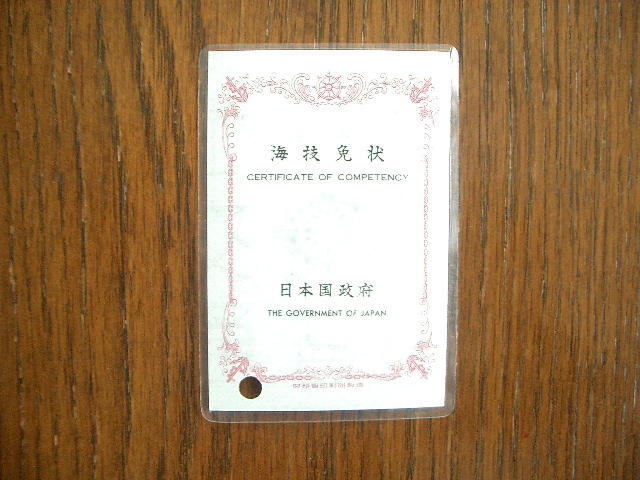 海技免状
CERTIFICATE OF COMPETENCY
日本国政府
THE GOVERNMENT OF JAPAN